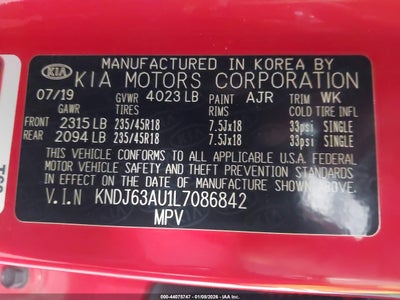 MANUFACTURED IN KOREA BY
KIA KIA MOTORS CORPORATION
07/19 GVWR 4023 LB PAINT AJR TRIM WK
GAWR TIRES RIMS COLD TIRE INFL
FRONT 2315 LB 235/45R18 7.5Jx18 33psi SINGLE
REAR 2094 LB 235/45R18 7.5Jx18 33psi SINGLE
THIS VEHICLE CONFORMS TO ALL APPLICABLE U.S.A. FEDERAL
MOTOR VEHICLE SAFETY AND THEFT PREVENTION STANDARDS
IN EFFECT ON THE DATE OF MANUFACTURE SHOWN ABOVE.
V.I.N KNDJ63AU1L7086842
MPV
000-44075747 - 01/09/2026 - IAA Inc.